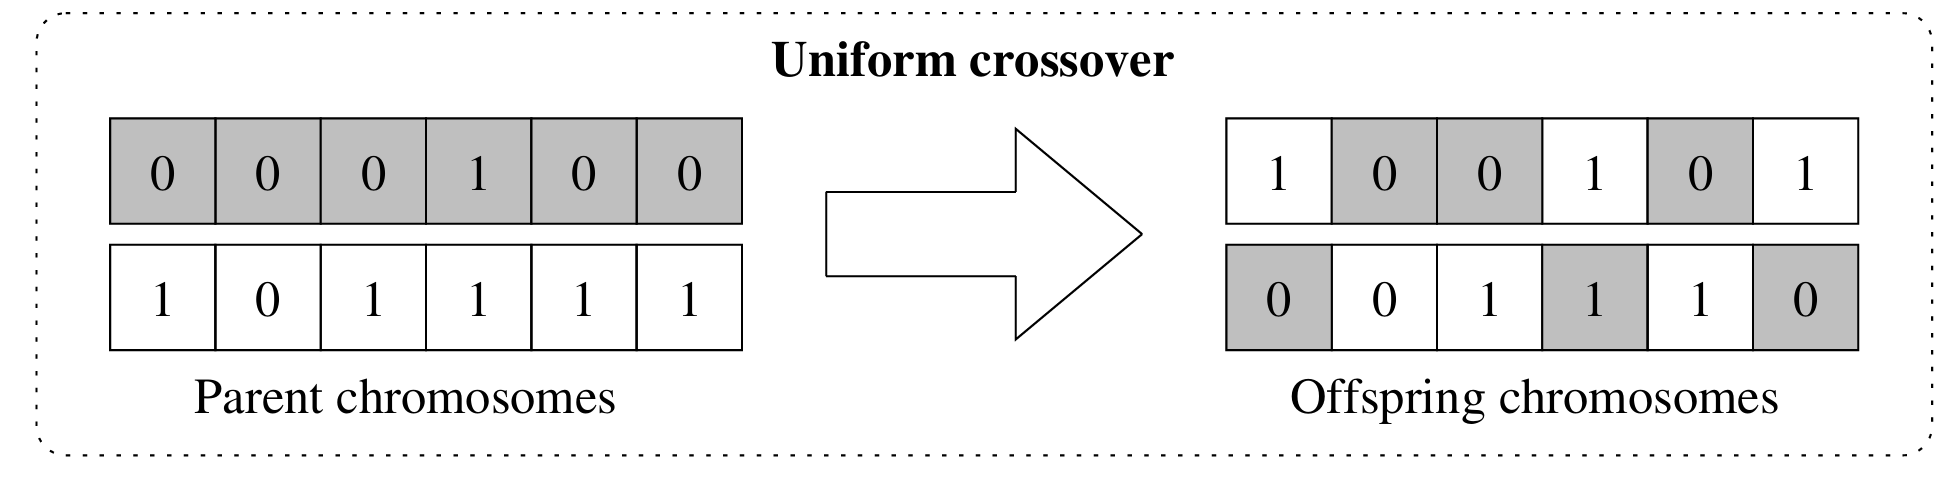 Uniform crossover
0 0 0 1 0 0
1 0 1 1 1 1
Parent chromosomes
1 0 0 1 0 1
0 0 1 1 1 0
Offspring chromosomes